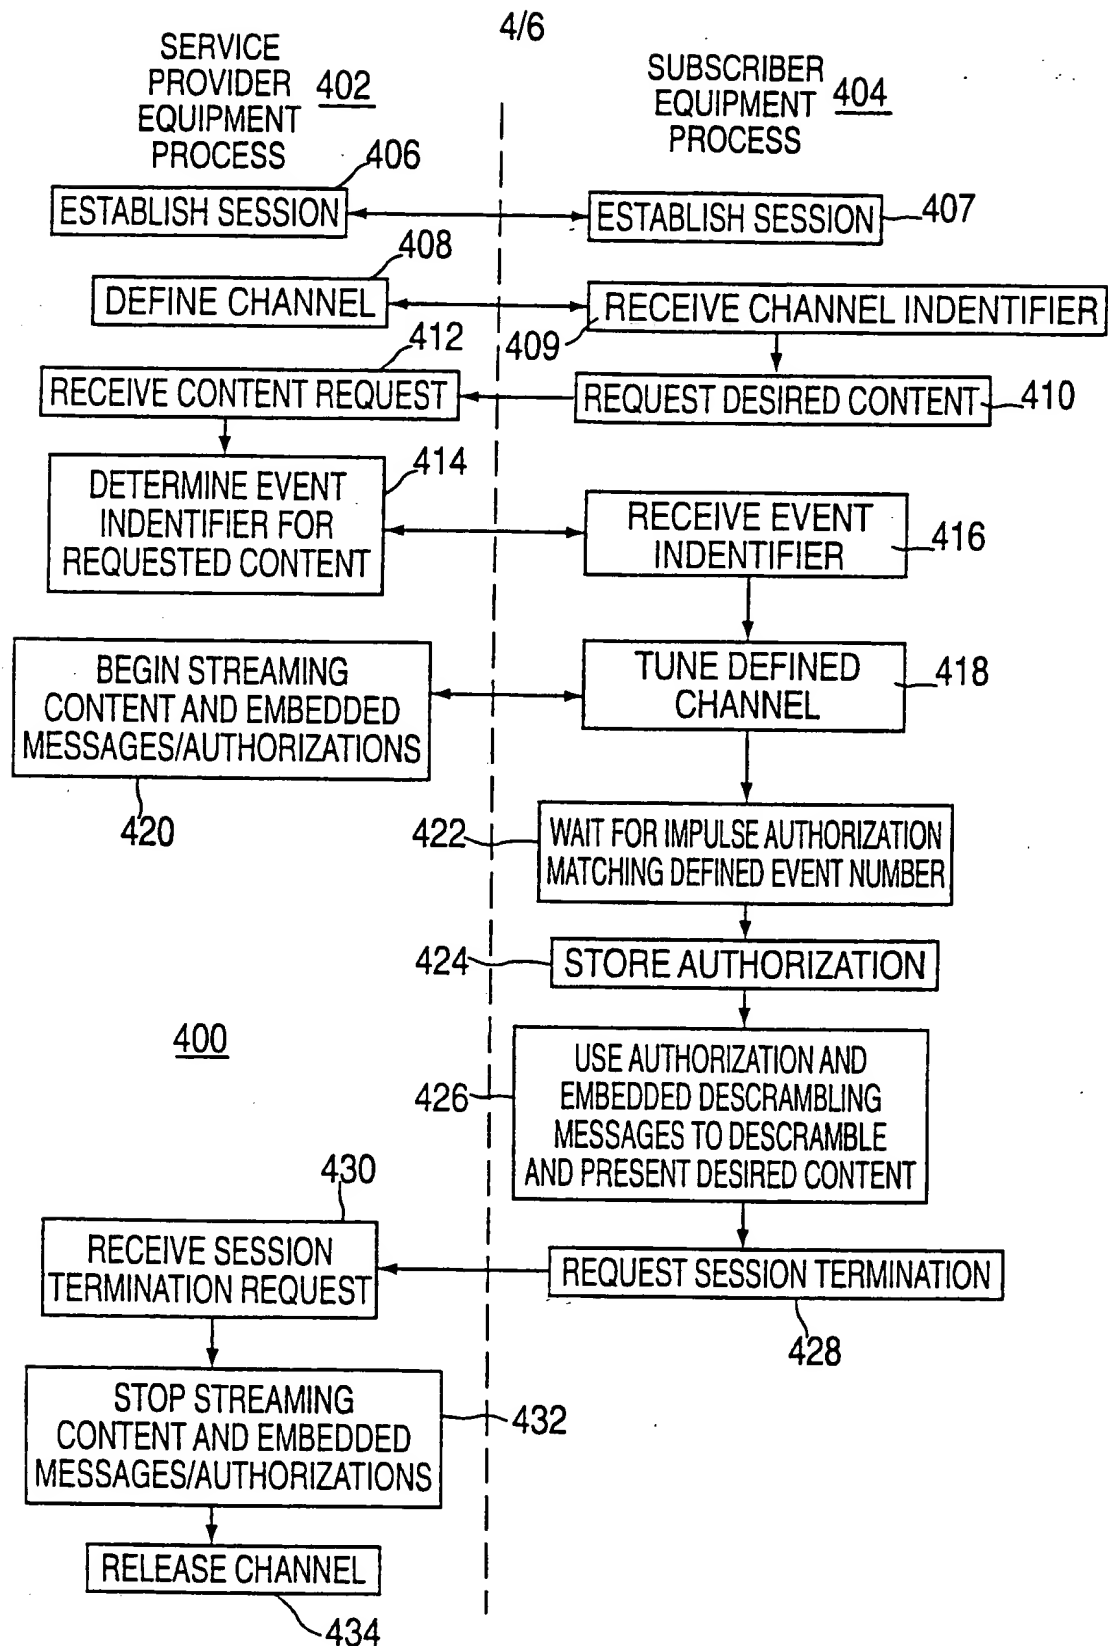 4/6
SERVICE
PROVIDER
EQUIPMENT
PROCESS
402
SUBSCRIBER
EQUIPMENT
PROCESS
404
406
ESTABLISH SESSION
ESTABLISH SESSION
407
408
DEFINE CHANNEL
RECEIVE CHANNEL INDENTIFIER
409
412
RECEIVE CONTENT REQUEST
REQUEST DESIRED CONTENT
410
414
DETERMINE EVENT
INDENTIFIER FOR
REQUESTED CONTENT
RECEIVE EVENT
INDENTIFIER
416
BEGIN STREAMING
CONTENT AND EMBEDDED
MESSAGES/AUTHORIZATIONS
420
TUNE DEFINED
CHANNEL
418
422
WAIT FOR IMPULSE AUTHORIZATION
MATCHING DEFINED EVENT NUMBER
424
STORE AUTHORIZATION
400
426
USE AUTHORIZATION AND
EMBEDDED DESCRAMBLING
MESSAGES TO DESCRAMBLE
AND PRESENT DESIRED CONTENT
430
RECEIVE SESSION
TERMINATION REQUEST
REQUEST SESSION TERMINATION
428
STOP STREAMING
CONTENT AND EMBEDDED
MESSAGES/AUTHORIZATIONS
432
RELEASE CHANNEL
434